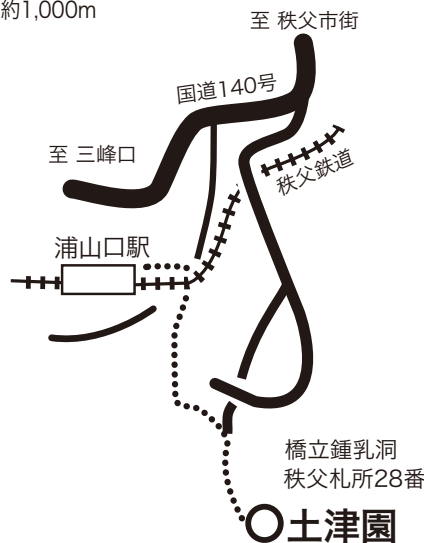 約1,000m
至 秩父市街
国道140号
至 三峰口
秩父鉄道
浦山口駅
橋立鍾乳洞
秩父札所28番
土津園